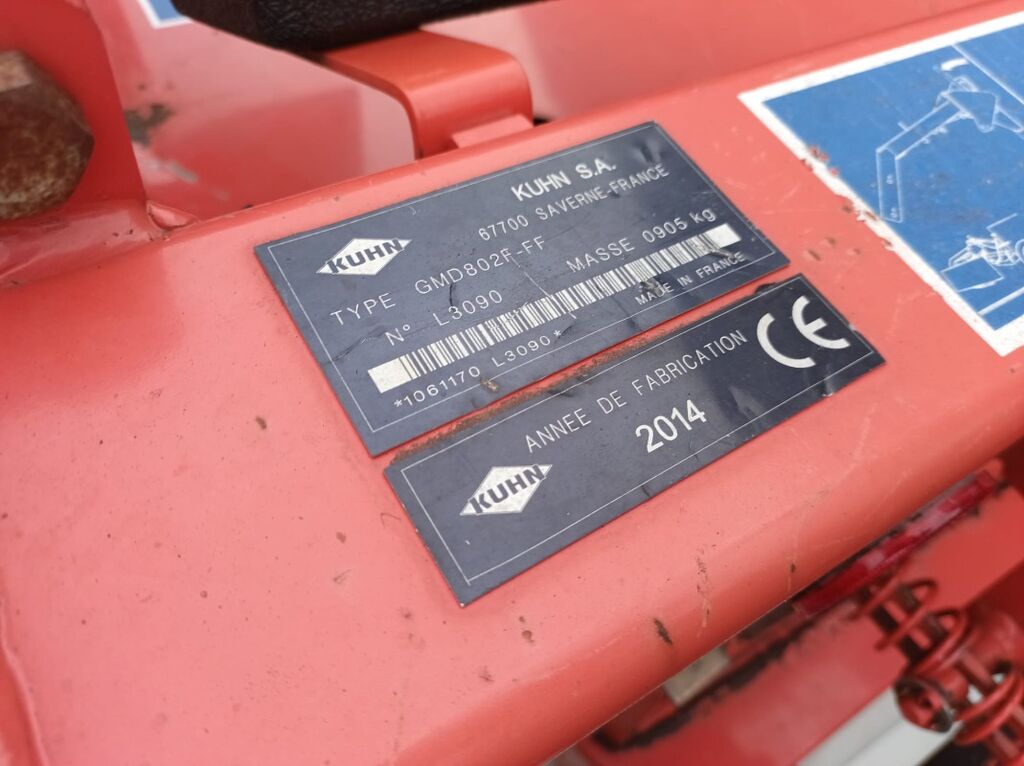 KUHN
KUHN S.A.
67700 SAVERNE-FRANCE
TYPE GMD802F-FF
N° L3090 MASSE 0905 kg
*1061170 L3090* MADE IN FRANCE
KUHN
ANNEE DE FABRICATION
2014
CE